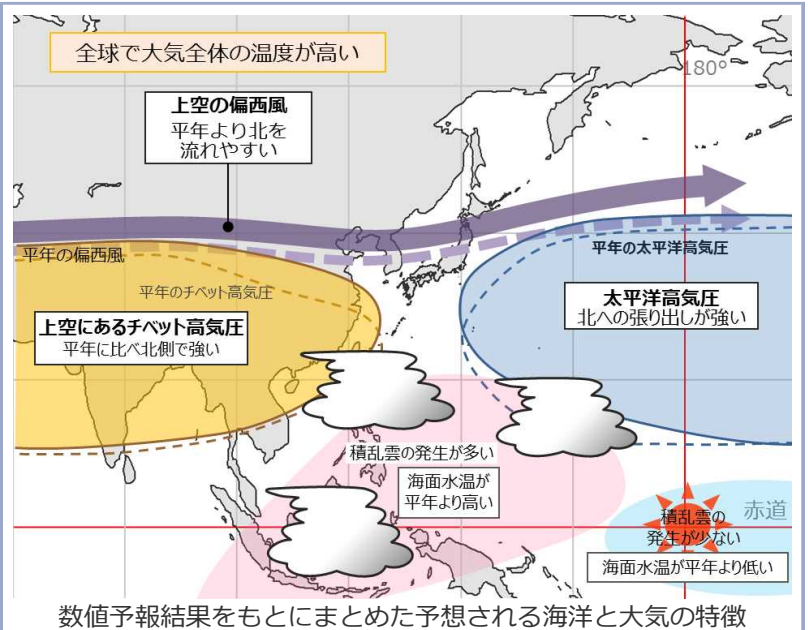 全球で大気全体の温度が高い
180°
上空の偏西風
平年より北を
流れやすい
平年の偏西風
平年の太平洋高気圧
平年のチベット高気圧
上空にあるチベット高気圧
平年に比べ北側で強い
太平洋高気圧
北への張り出しが強い
積乱雲の発生が多い
海面水温が
平年より高い
赤道
積乱雲の
発生が少ない
海面水温が平年より低い
数値予報結果をもとにまとめた予想される海洋と大気の特徴